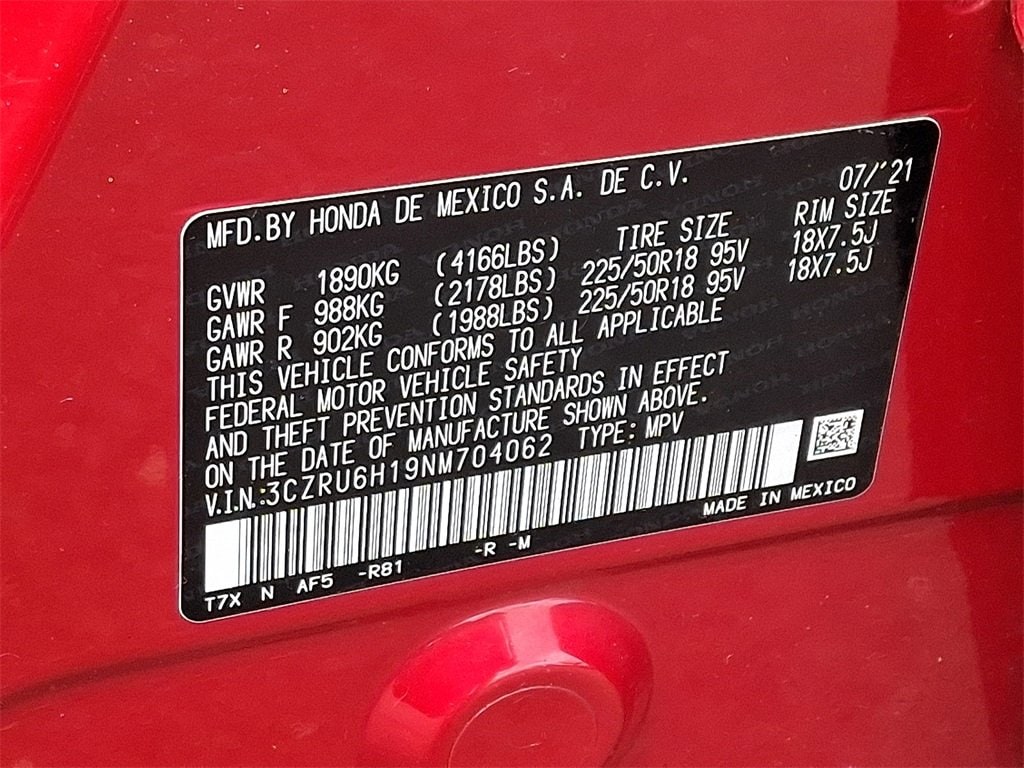 MFD. BY HONDA DE MEXICO S.A. DE C.V. 07/'21
TIRE SIZE RIM SIZE
GVWR 1890KG (4166LBS)
GAWR F 988KG (2178LBS) 225/50R18 95V 18X7.5J
GAWR R 902KG (1988LBS) 225/50R18 95V 18X7.5J
THIS VEHICLE CONFORMS TO ALL APPLICABLE
FEDERAL MOTOR VEHICLE SAFETY
AND THEFT PREVENTION STANDARDS IN EFFECT
ON THE DATE OF MANUFACTURE SHOWN ABOVE.
V.I.N.:3CZRU6H19NM704062 TYPE: MPV
MADE IN MEXICO
T7X N AF5 -R81 -R -M